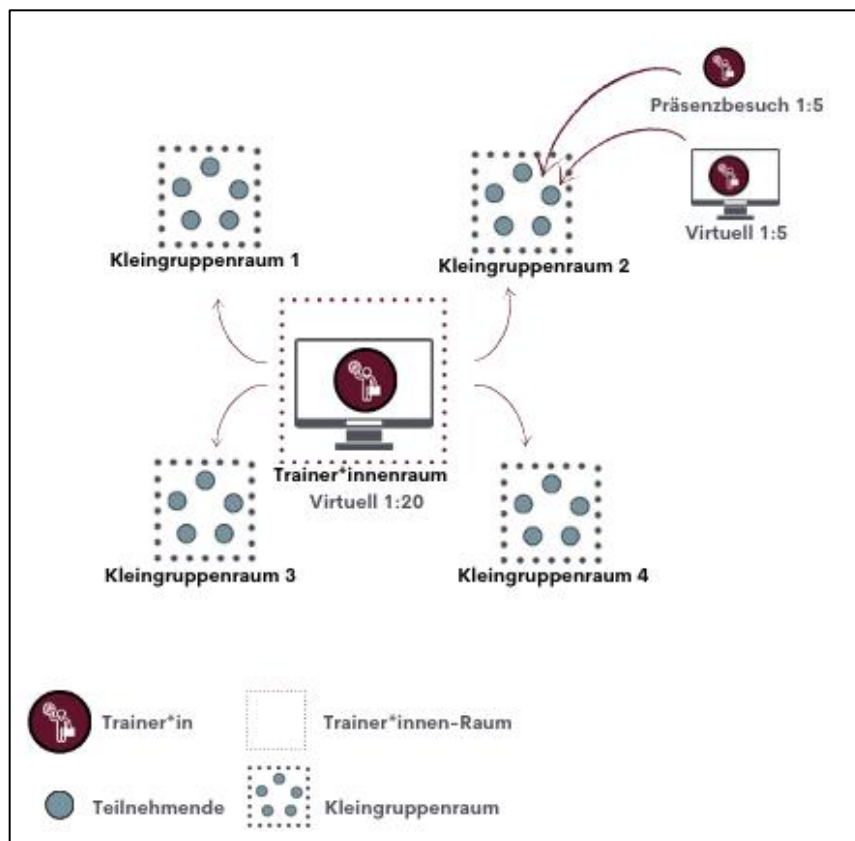 Präsenzbesuch 1:5
Virtuell 1:5
Kleingruppenraum 1
Kleingruppenraum 2
Trainer*innenraum
Virtuell 1:20
Kleingruppenraum 3
Kleingruppenraum 4
Trainer*in
Trainer*innen-Raum
Teilnehmende
Kleingruppenraum